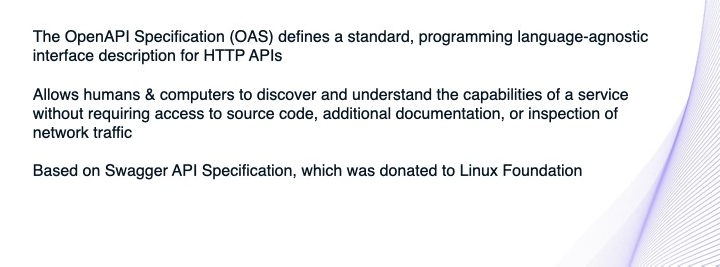 The OpenAPI Specification (OAS) defines a standard, programming language-agnostic
interface description for HTTP APIs
Allows humans & computers to discover and understand the capabilities of a service
without requiring access to source code, additional documentation, or inspection of
network traffic
Based on Swagger API Specification, which was donated to Linux Foundation